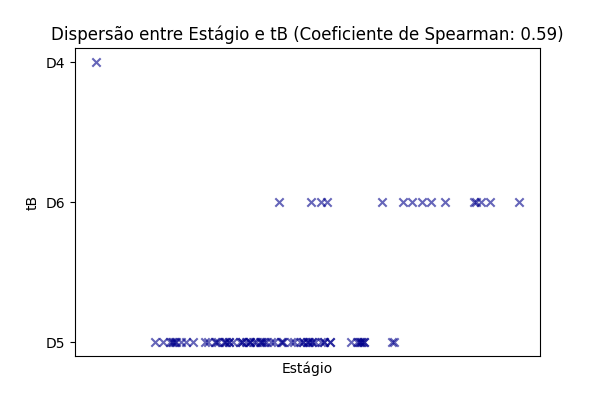 Dispersão entre Estágio e tB (Coeficiente de Spearman: 0.59)
D4
D6
tB
D5
Estágio